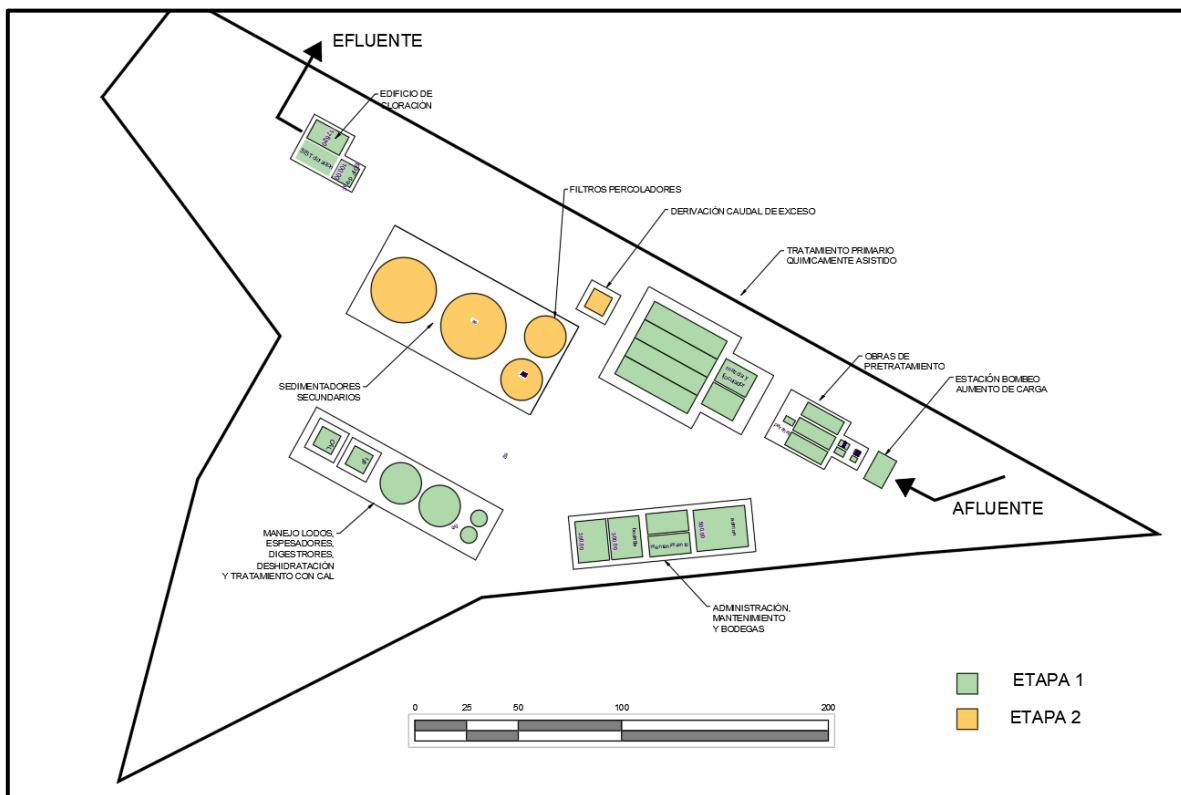 EFLUENTE
EDIFICIO DE
CLORACIÓN
FILTROS PERCOLADORES
DERIVACIÓN CAUDAL DE EXCESO
TRATAMIENTO PRIMARIO
QUIMICAMENTE ASISTIDO
OBRAS DE
PRETRATAMIENTO
ESTACIÓN BOMBEO
AUMENTO DE CARGA
SEDIMENTADORES
SECUNDARIOS
CAL
AFLUENTE
MANEJO LODOS,
ESPESADORES,
DIGESTRORES,
DESHIDRATACIÓN
Y TRATAMIENTO CON CAL
ADMINISTRACIÓN,
MANTENIMIENTO
Y BODEGAS
ETAPA 1
ETAPA 2
0 25 50 100 200